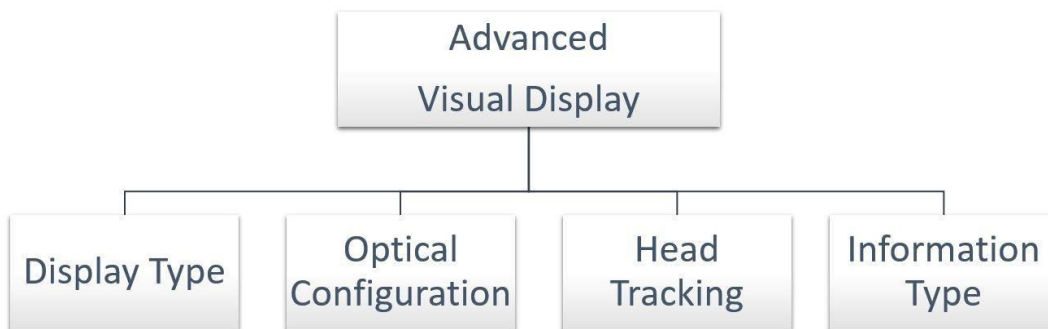 Advanced
Visual Display
Display Type
Optical
Configuration
Head
Tracking
Information
Type